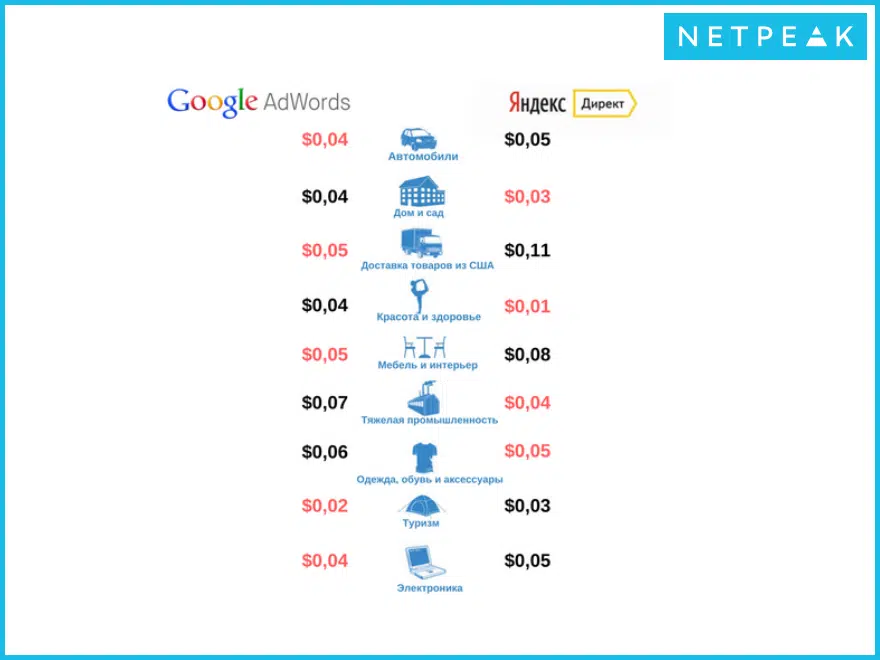 NETPEAK
Google AdWords
Яндекс Директ
$0,04
Автомобили
$0,05
$0,04
Дом и сад
$0,03
$0,05
Доставка товаров из США
$0,11
$0,04
Красота и здоровье
$0,01
$0,05
Мебель и интерьер
$0,08
$0,07
Тяжелая промышленность
$0,04
$0,06
Одежда, обувь и аксессуары
$0,05
$0,02
Туризм
$0,03
$0,04
Электроника
$0,05